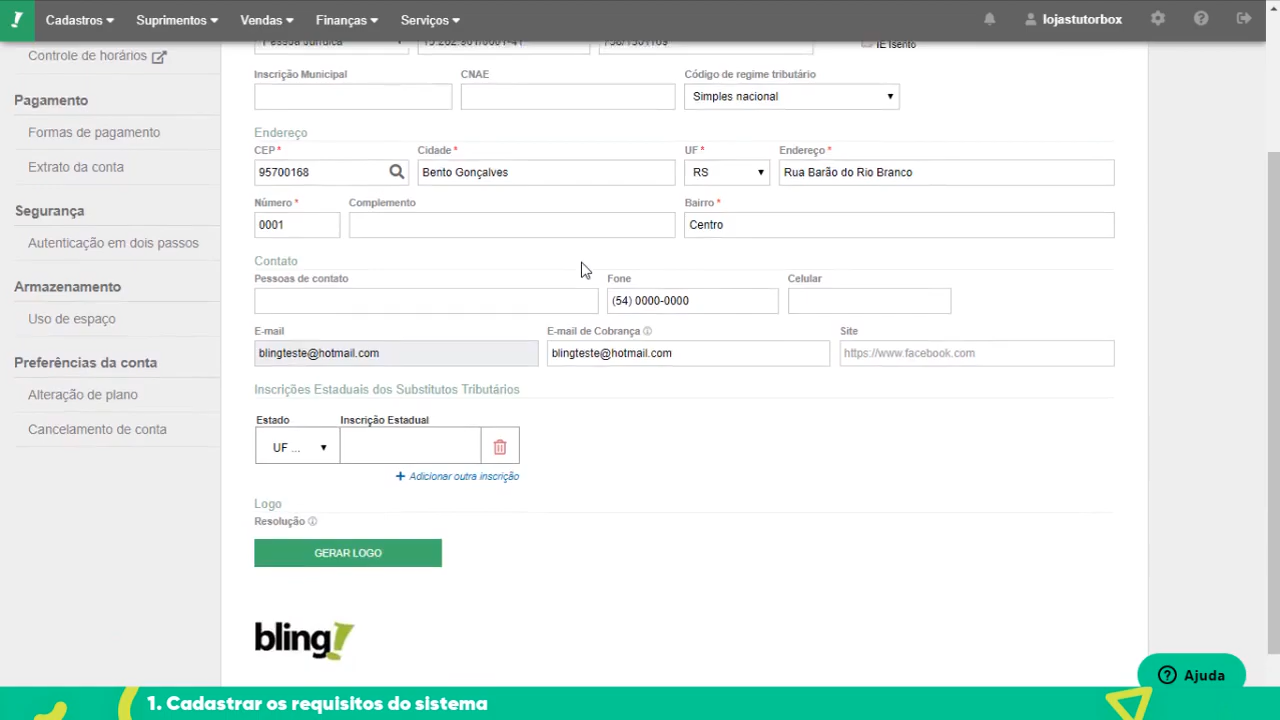 Cadastros Suprimentos Vendas Finanças Serviços lojastutorbox
Controle de horários
Pagamento
Formas de pagamento
Extrato da conta
Segurança
Autenticação em dois passos
Armazenamento
Uso de espaço
Preferências da conta
Alteração de plano
Cancelamento de conta
Pessoa Jurídica
IE Isento
Inscrição Municipal CNAE Código de regime tributário
Simples nacional
Endereço
CEP * Cidade * UF * Endereço *
95700168 Bento Gonçalves RS Rua Barão do Rio Branco
Número * Complemento Bairro *
0001 Centro
Contato
Pessoas de contato Fone Celular
(54) 0000-0000
E-mail E-mail de Cobrança Site
blingteste@hotmail.com blingteste@hotmail.com https://www.facebook.com
Inscrições Estaduais dos Substitutos Tributários
Estado Inscrição Estadual
UF ...
+ Adicionar outra inscrição
Logo
Resolução
GERAR LOGO
bling!
? Ajuda
1. Cadastrar os requisitos do sistema